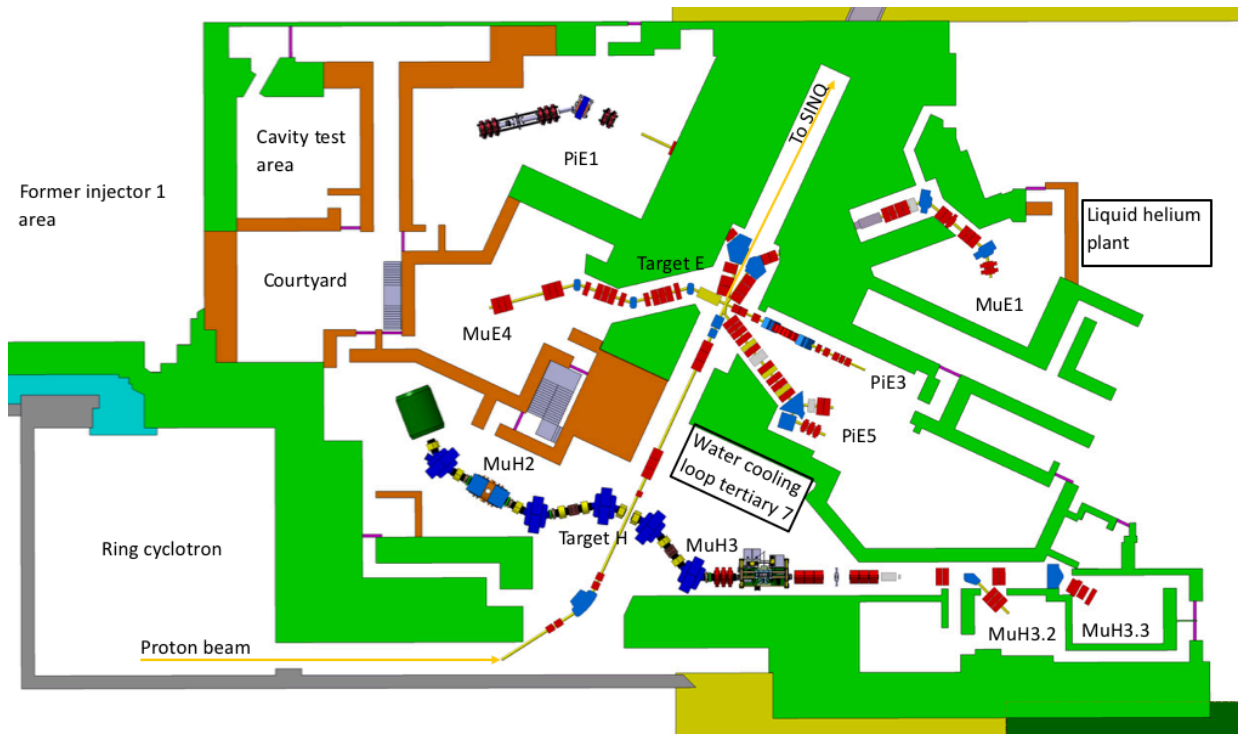 To SINQ
Cavity test
area
PiE1
Former injector 1
area
Liquid helium
plant
Courtyard
Target E
MuE1
MuE4
PiE3
PiE5
Water cooling
loop tertiary 7
MuH2
Target H
MuH3
Ring cyclotron
MuH3.2
MuH3.3
Proton beam